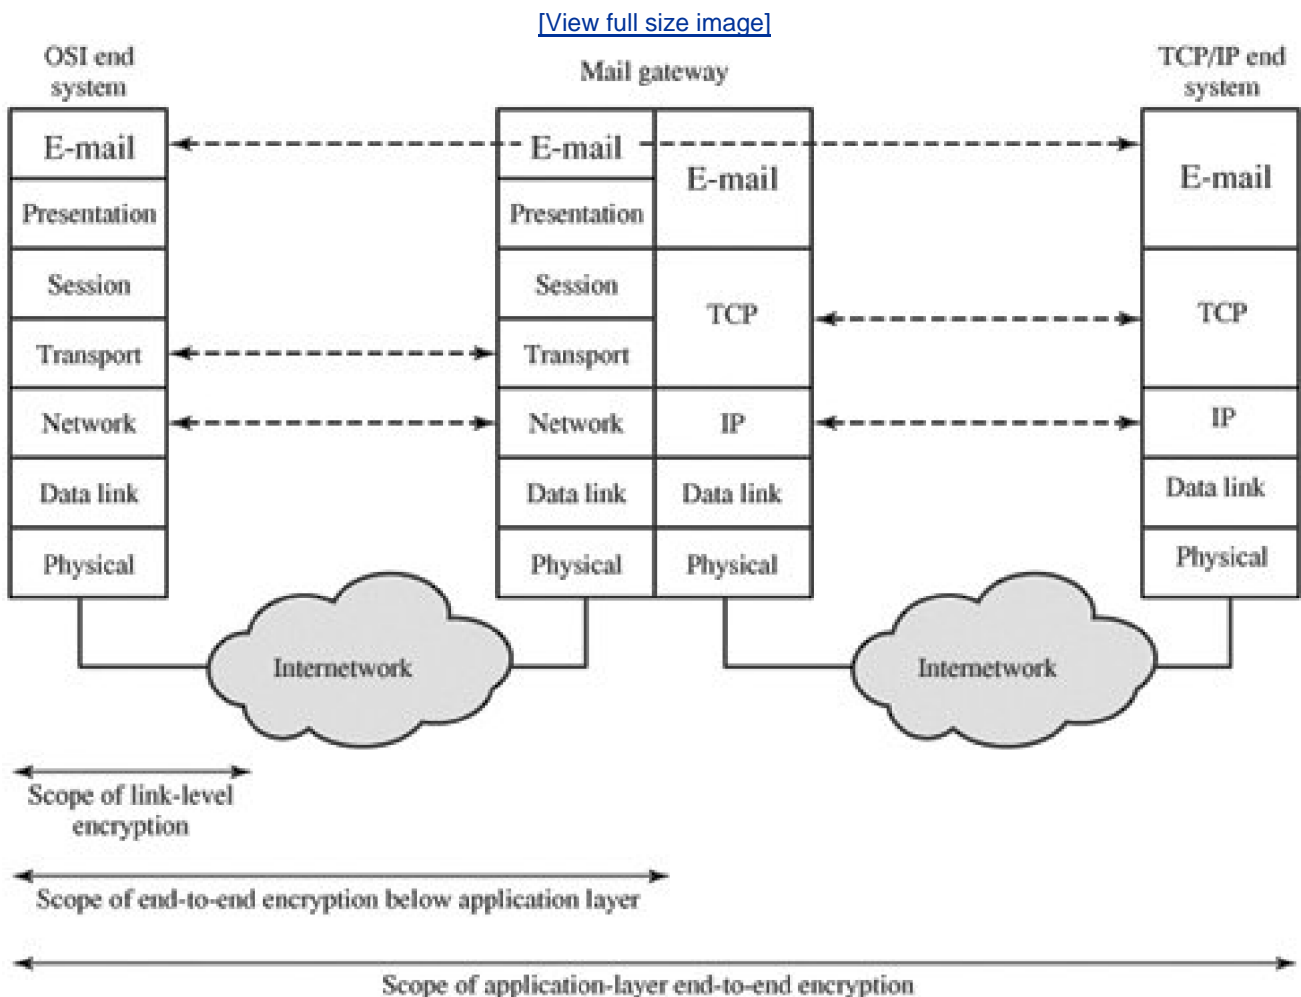 [View full size image]
OSI end
system
Mail gateway
TCP/IP end
system
E-mail
Presentation
Session
Transport
Network
Data link
Physical
E-mail
Presentation
Session
Transport
Network
Data link
Physical
E-mail
TCP
IP
Data link
Physical
E-mail
TCP
IP
Data link
Physical
Internetwork
Internetwork
Scope of link-level
encryption
Scope of end-to-end encryption below application layer
Scope of application-layer end-to-end encryption